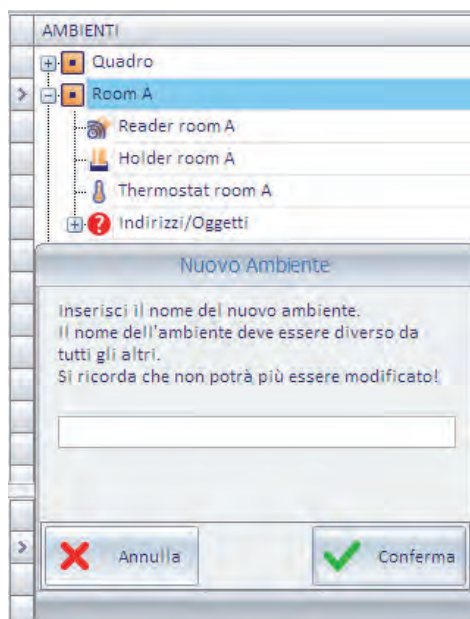 AMBIENTI
Quadro
Room A
Reader room A
Holder room A
Thermostat room A
Indirizzi/Oggetti
Nuovo Ambiente
Inserisci il nome del nuovo ambiente.
Il nome dell'ambiente deve essere diverso da
tutti gli altri.
Si ricorda che non potrà più essere modificato!
Annulla
Conferma